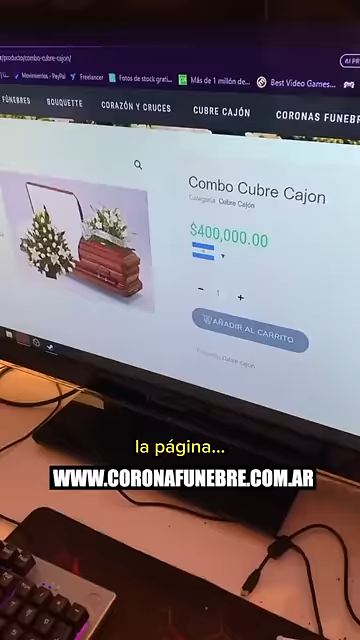 /producto/combo-cubre-cajon/
Movimientos - PayPal Freelancer Fotos de stock grati... Más de 1 millón de... Best Video Games...
FÚNEBRES BOUQUETTE CORAZÓN Y CRUCES CUBRE CAJÓN CORONAS FUNEBR
Combo Cubre Cajon
Categoría Cubre Cajón
$400,000.00
1
AÑADIR AL CARRITO
la página...
WWW.CORONAFUNEBRE.COM.AR